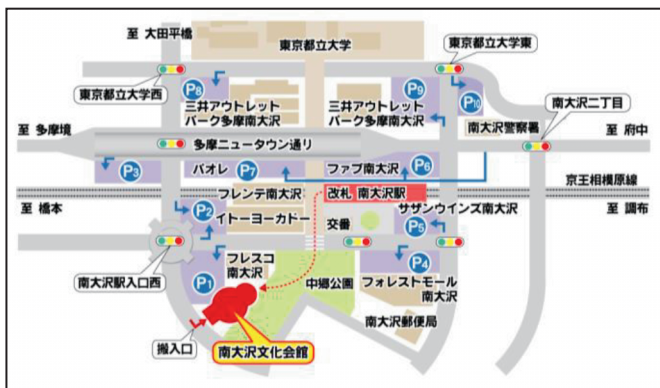 至 大田平橋
東京都立大学
東京都立大学東
東京都立大学西
P8
P9
P10
三井アウトレット
パーク多摩南大沢
三井アウトレット
パーク多摩南大沢
南大沢二丁目
南大沢警察署
至 多摩境
多摩ニュータウン通り
至 府中
P3
パオレ
P7
ファブ南大沢
P6
京王相模原線
フレンテ南大沢
改札 南大沢駅
至 橋本
P2
イトーヨーカドー
交番
サザンウインズ南大沢
至 調布
P5
南大沢駅入口西
P1
フレスコ
南大沢
中郷公園
P4
フォレストモール
南大沢
南大沢郵便局
搬入口
南大沢文化会館